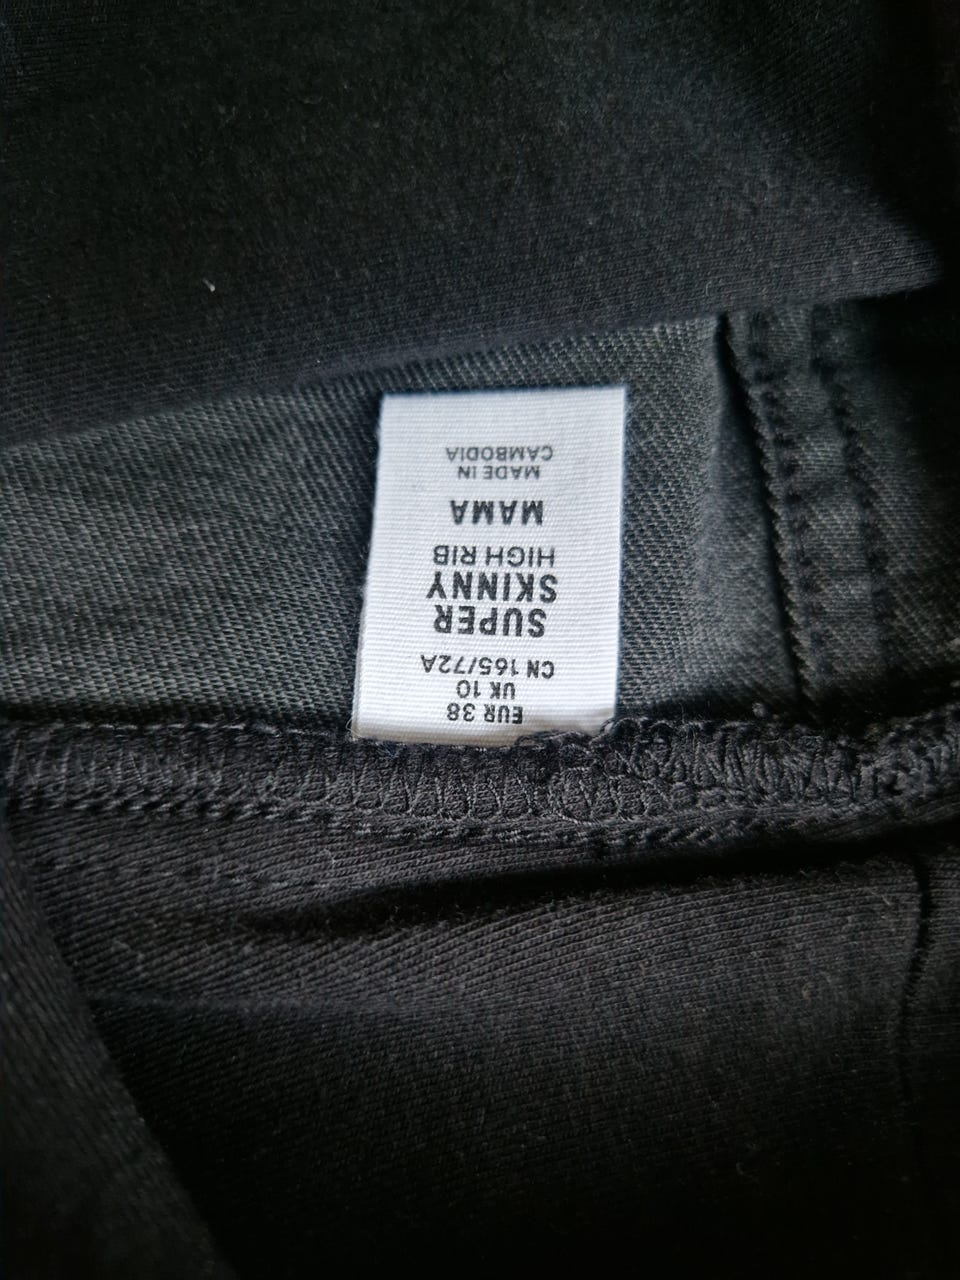 EUR 38
UK 10
CN 165/72A
SUPER
SKINNY
HIGH RIB
MAMA
MADE IN
CAMBODIA